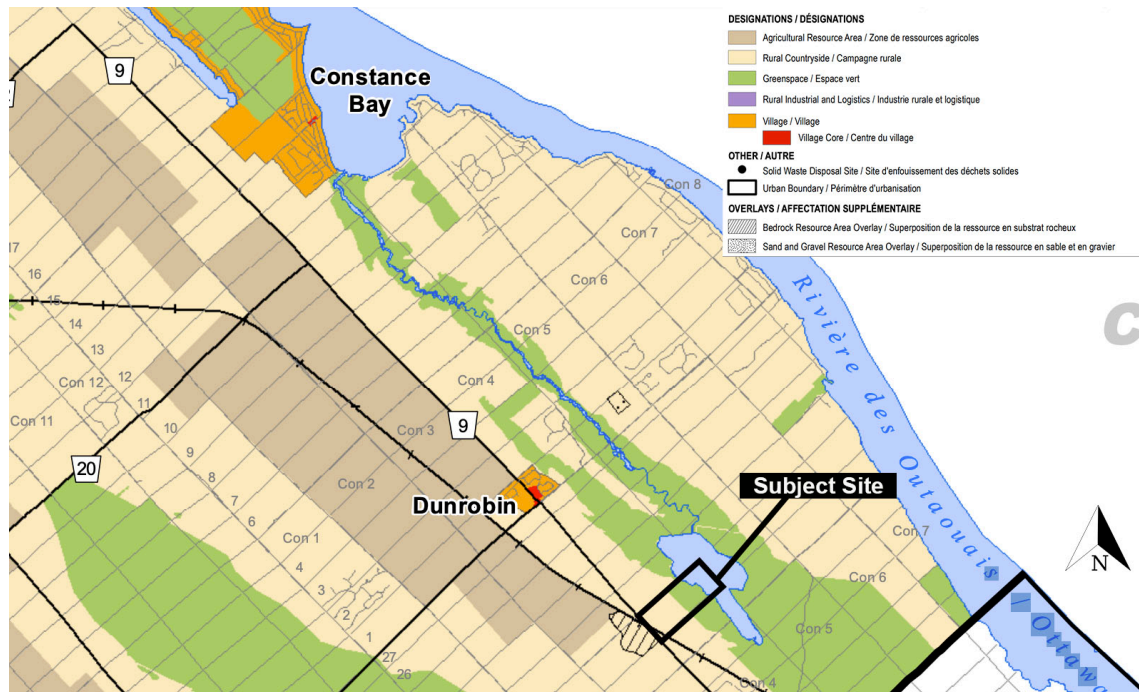 DESIGNATIONS / DÉSIGNATIONS
Agricultural Resource Area / Zone de ressources agricoles
Rural Countryside / Campagne rurale
Greenspace / Espace vert
Rural Industrial and Logistics / Industrie rurale et logistique
Village / Village
Village Core / Centre du village
OTHER / AUTRE
Solid Waste Disposal Site / Site d'enfouissement des déchets solides
Urban Boundary / Périmètre d'urbanisation
OVERLAYS / AFFECTATION SUPPLÉMENTAIRE
Bedrock Resource Area Overlay / Superposition de la ressource en substrat rocheux
Sand and Gravel Resource Area Overlay / Superposition de la ressource en sable et en gravier
9
Constance
Bay
Con 8
Con 7
Con 6
Con 5
Con 4
Con 3
Con 2
Con 1
17
16
15
14
13
12
11
10
9
8
7
6
4
3
2
1
27
26
Con 12
Con 11
20
9
Dunrobin
Subject Site
Rivière des Outaouais / Ottawa
Con 7
Con 6
Con 5
Con 4
C
N